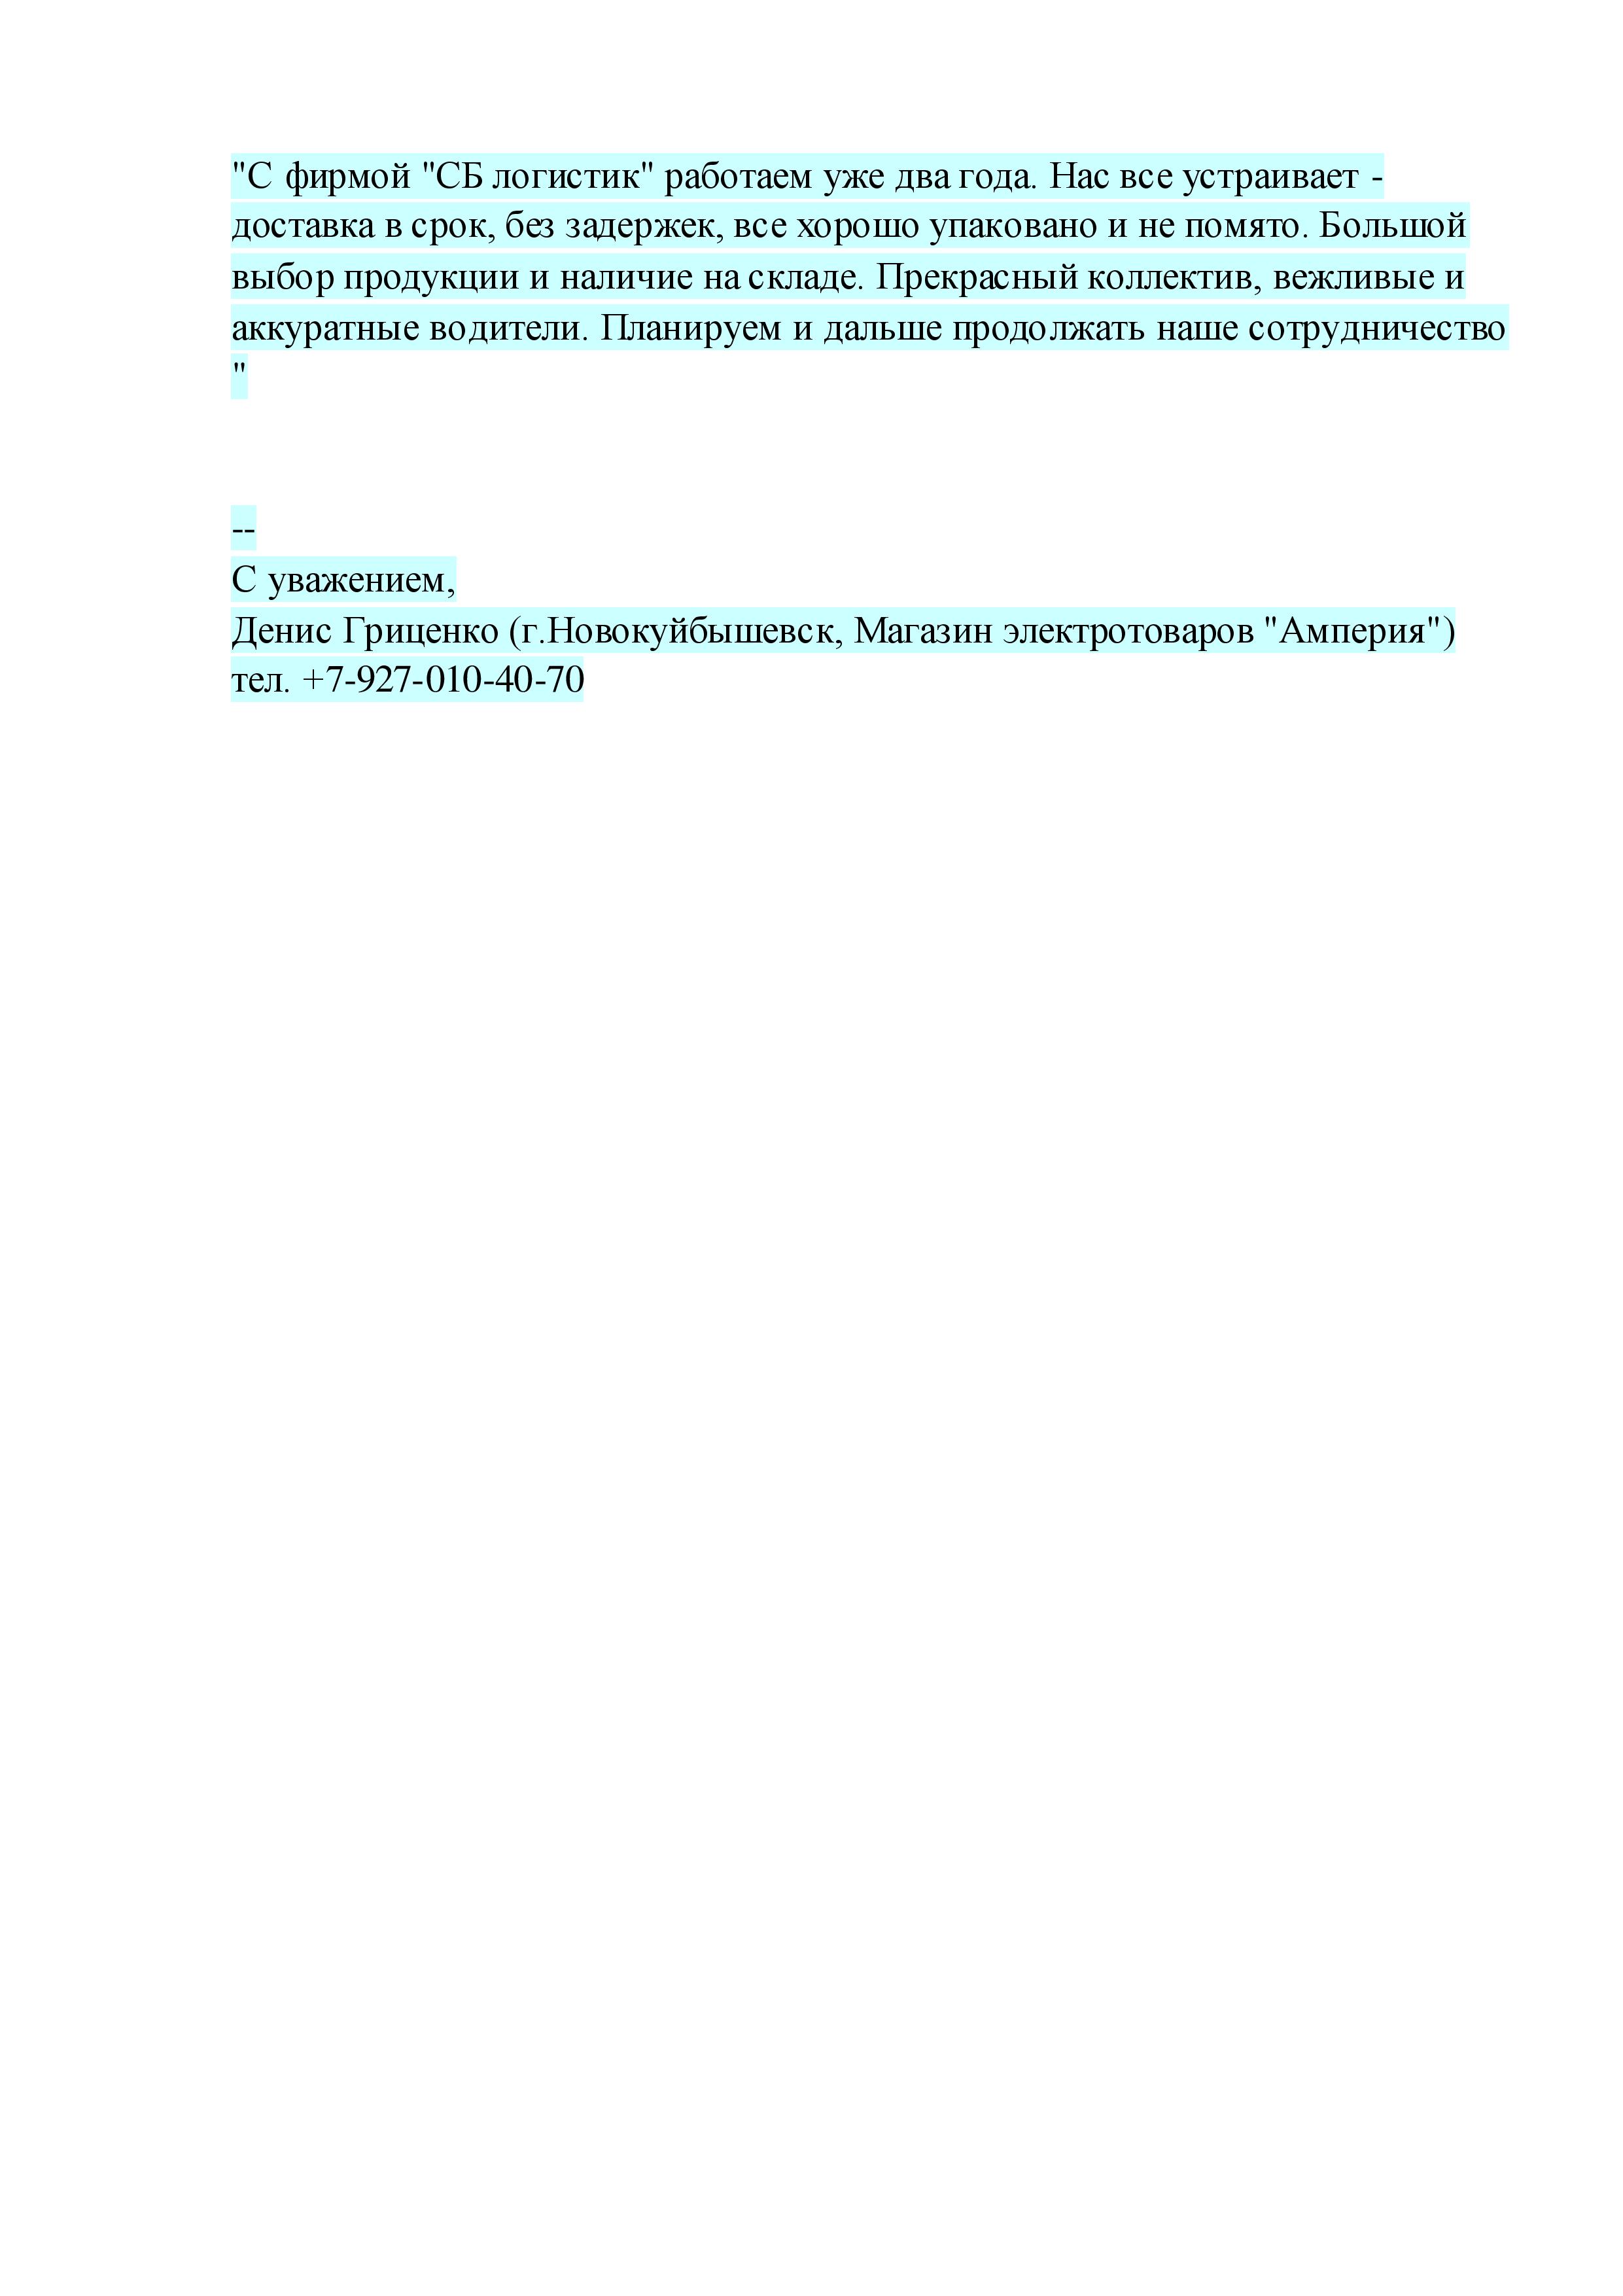 "С фирмой "СБ логистик" работаем уже два года. Нас все устраивает -
доставка в срок, без задержек, все хорошо упаковано и не помято. Большой
выбор продукции и наличие на складе. Прекрасный коллектив, вежливые и
аккуратные водители. Планируем и дальше продолжать наше сотрудничество
"
--
С уважением,
Денис Гриценко (г.Новокуйбышевск, Магазин электротоваров "Амперия")
тел. +7-927-010-40-70